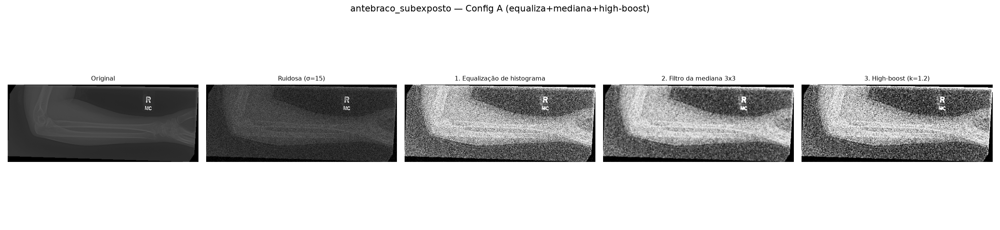 antebraco_subexposto — Config A (equaliza+mediana+high-boost)
Original
Ruidosa (σ=15)
1. Equalização de histograma
2. Filtro da mediana 3x3
3. High-boost (k=1.2)
R
MC
R
MC
R
MC
R
MC
R
MC